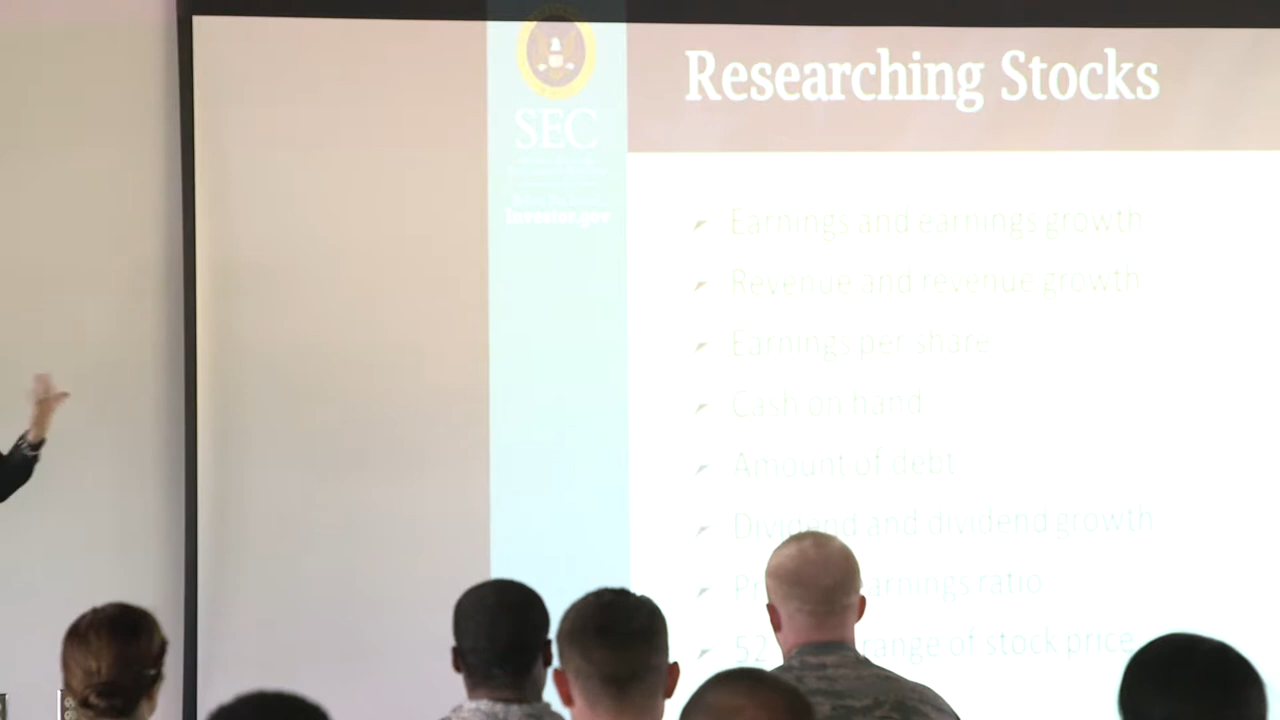 SEC
investor.gov
Researching Stocks
Earnings and earnings growth
Revenue and revenue growth
Earnings per share
Cash on hand
Amount of debt
Dividend and dividend growth
earnings ratio
52 range of stock price